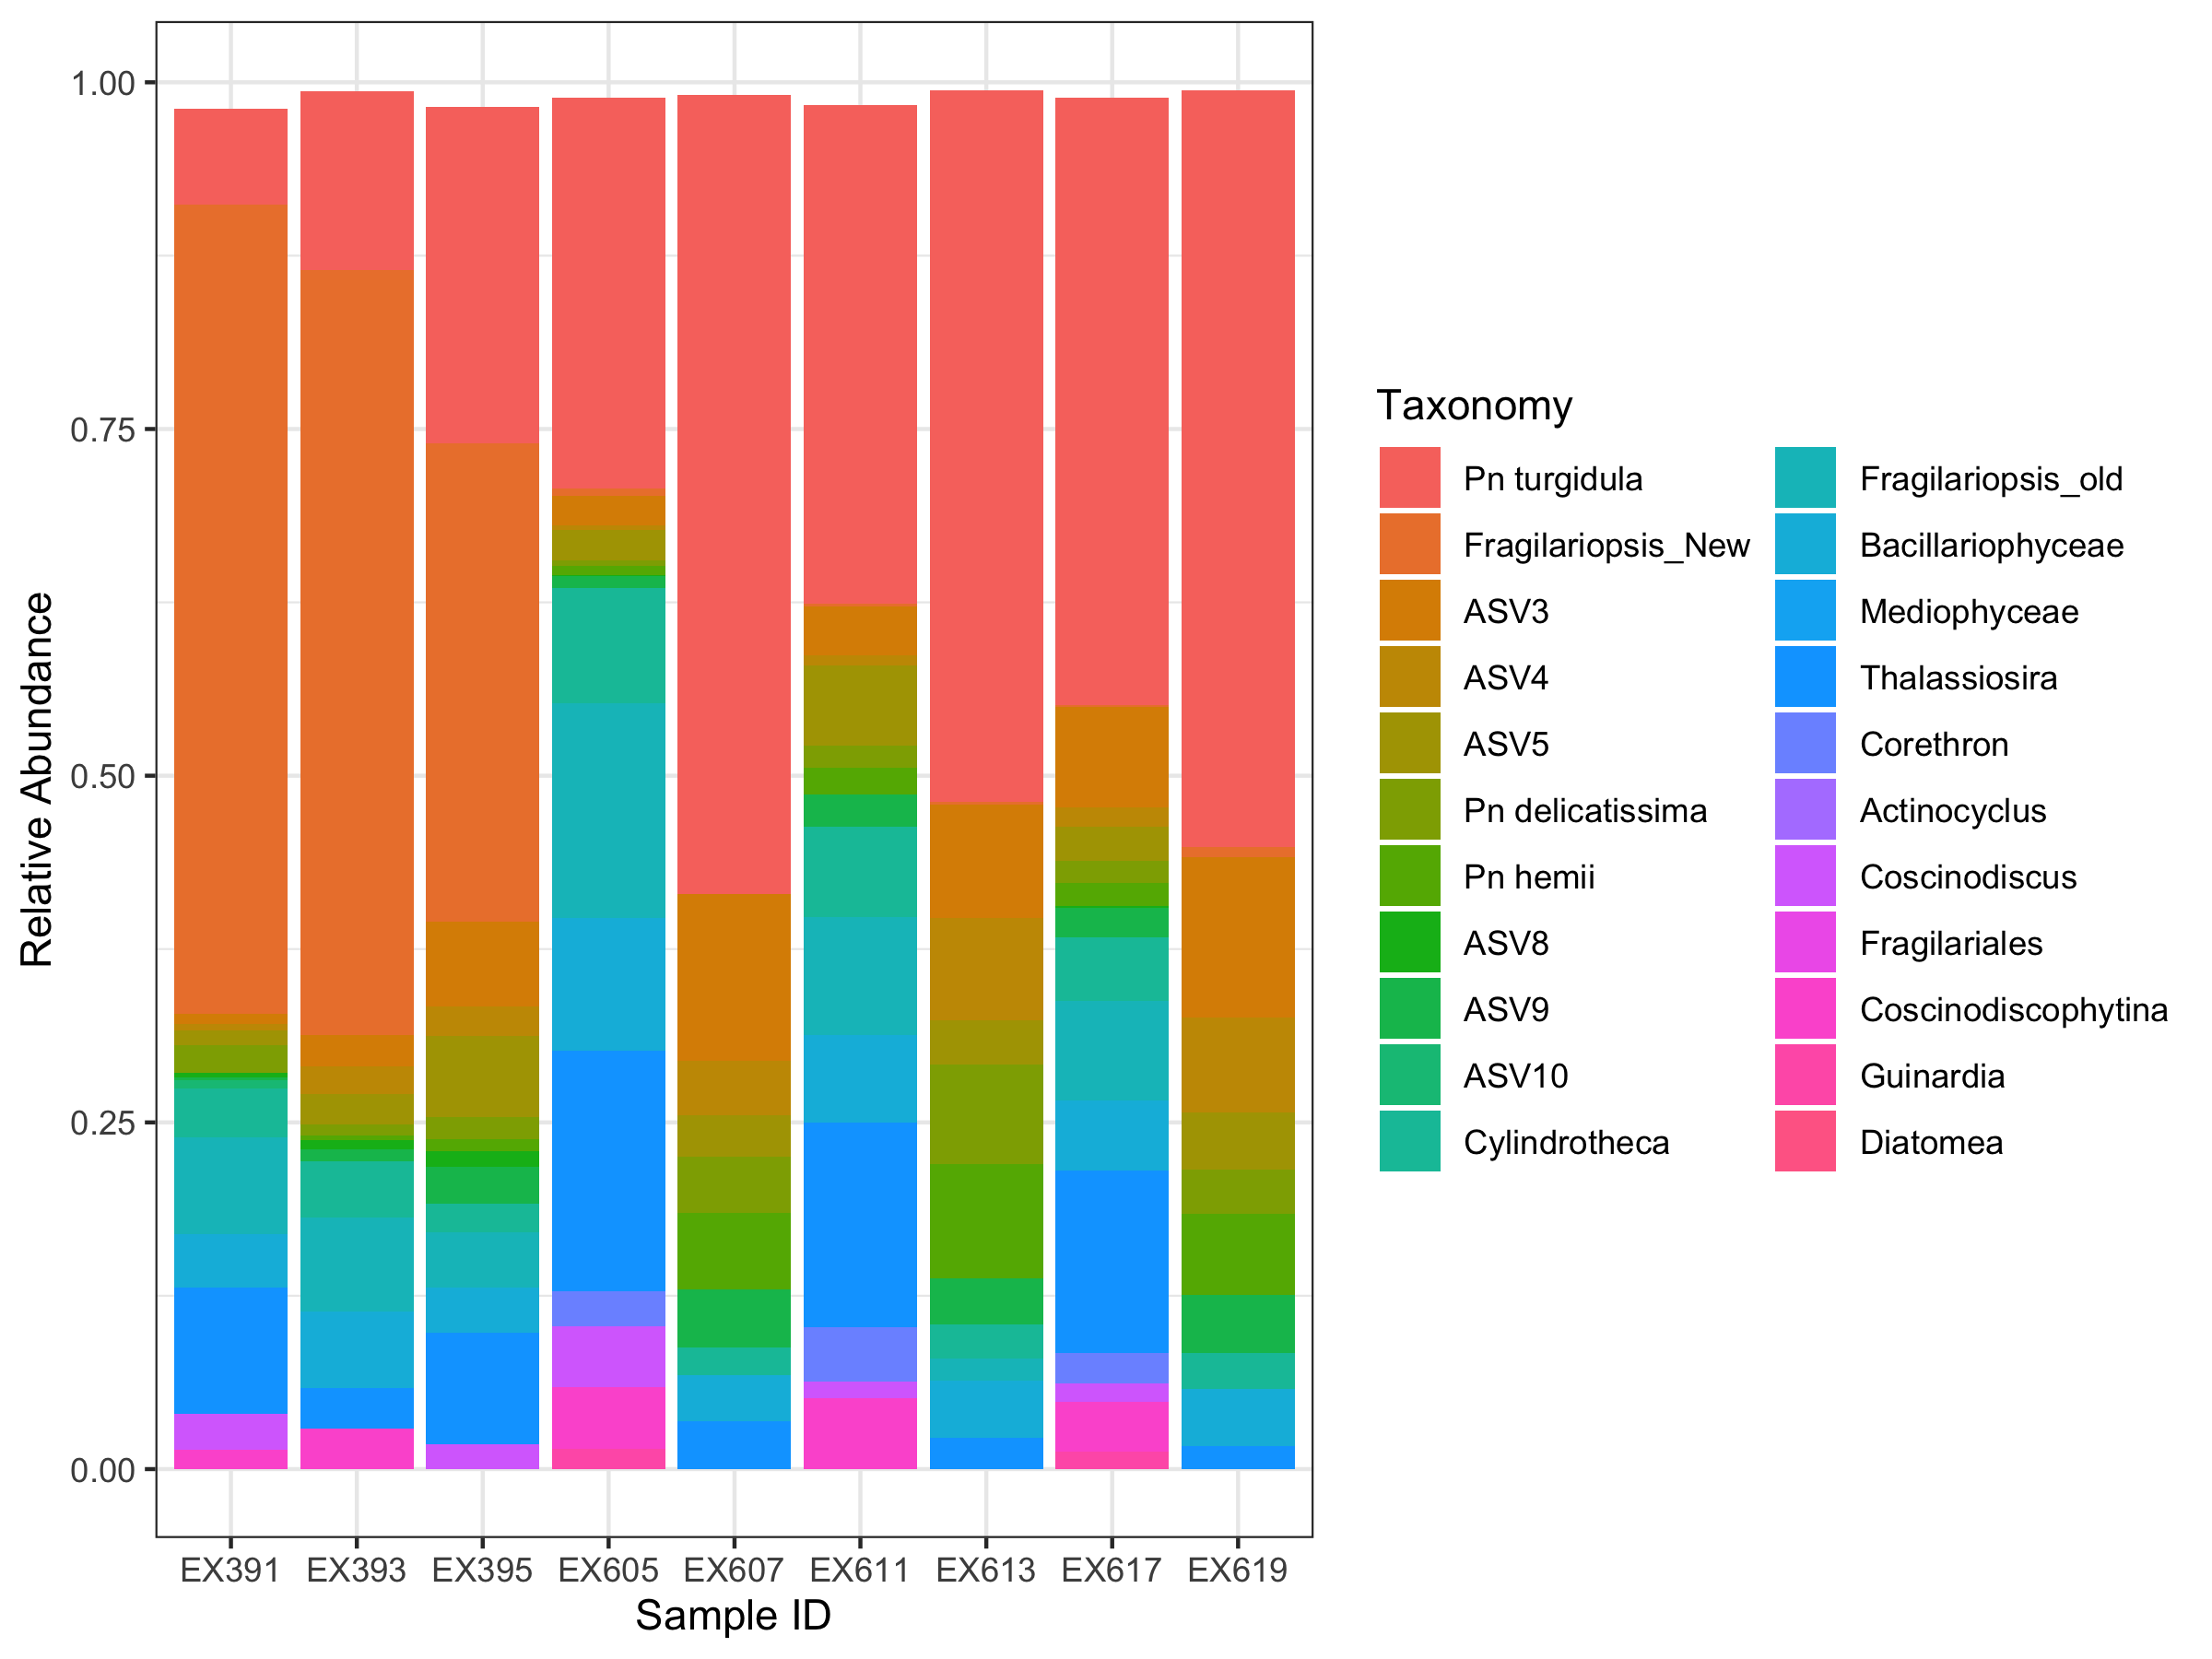 1.00
0.75
0.50
0.25
0.00
Relative Abundance
EX391 EX393 EX395 EX605 EX607 EX611 EX613 EX617 EX619
Sample ID
Taxonomy
Pn turgidula
Fragilariopsis_New
ASV3
ASV4
ASV5
Pn delicatissima
Pn hemii
ASV8
ASV9
ASV10
Cylindrotheca
Fragilariopsis_old
Bacillariophyceae
Mediophyceae
Thalassiosira
Corethron
Actinocyclus
Coscinodiscus
Fragilariales
Coscinodiscophytina
Guinardia
Diatomea